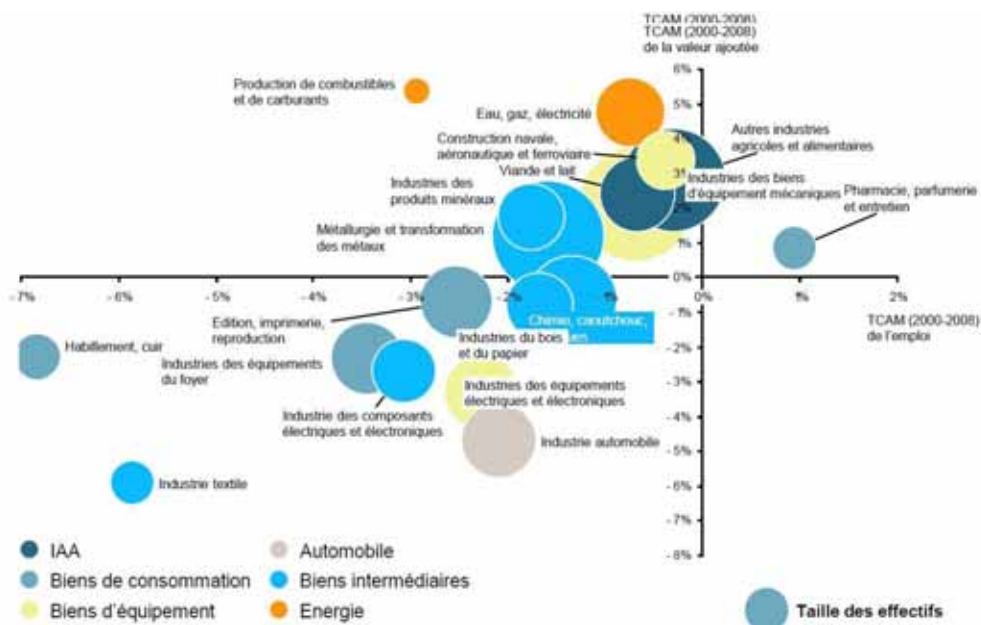 TCAM (2000-2008)
TCAM (2000-2008)
de la valeur ajoutée
6%
5%
4%
3%
2%
1%
0%
-1%
-2%
-3%
-4%
-5%
-6%
-7%
-8%
-7%
-6%
-5%
-4%
-3%
-2%
-1%
0%
1%
2%
TCAM (2000-2008)
de l'emploi
Production de combustibles
et de carburants
Eau, gaz, électricité
Construction navale,
aéronautique et ferroviaire
Viande et lait
Autres industries
agricoles et alimentaires
Industries des biens
d'équipement mécaniques
Pharmacie, parfumerie
et entretien
Industries des
produits minéraux
Métallurgie et transformation
des métaux
Edition, imprimerie,
reproduction
Chimie, caoutchouc,
Habillement, cuir
Industries des équipements
du foyer
Industries du bois
et du papier
Industries des équipements
électriques et électroniques
Industrie des composants
électriques et électroniques
Industrie automobile
Industrie textile
IAA
Biens de consommation
Biens d'équipement
Automobile
Biens intermédiaires
Energie
Taille des effectifs